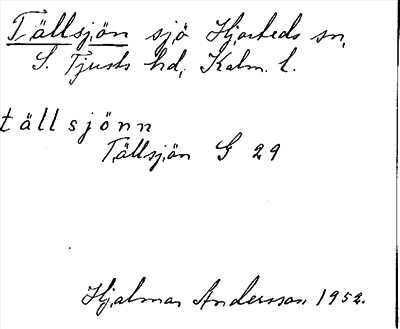 Tällsjön sjö Hjorteds sn,
S. Tjusts hd, Kalm. l.
tällsjönn
Tällsjön G 29
Hjalmar Andersson 1952.